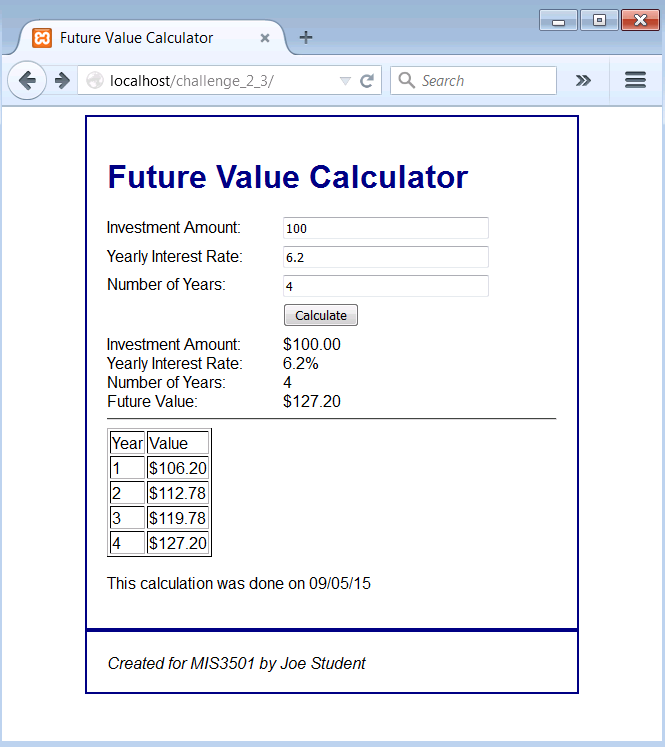 Future Value Calculator
localhost/challenge_2_3/
Search
Future Value Calculator
Investment Amount: 100
Yearly Interest Rate: 6.2
Number of Years: 4
Calculate
Investment Amount: $100.00
Yearly Interest Rate: 6.2%
Number of Years: 4
Future Value: $127.20
Year Value
1 $106.20
2 $112.78
3 $119.78
4 $127.20
This calculation was done on 09/05/15
Created for MIS3501 by Joe Student